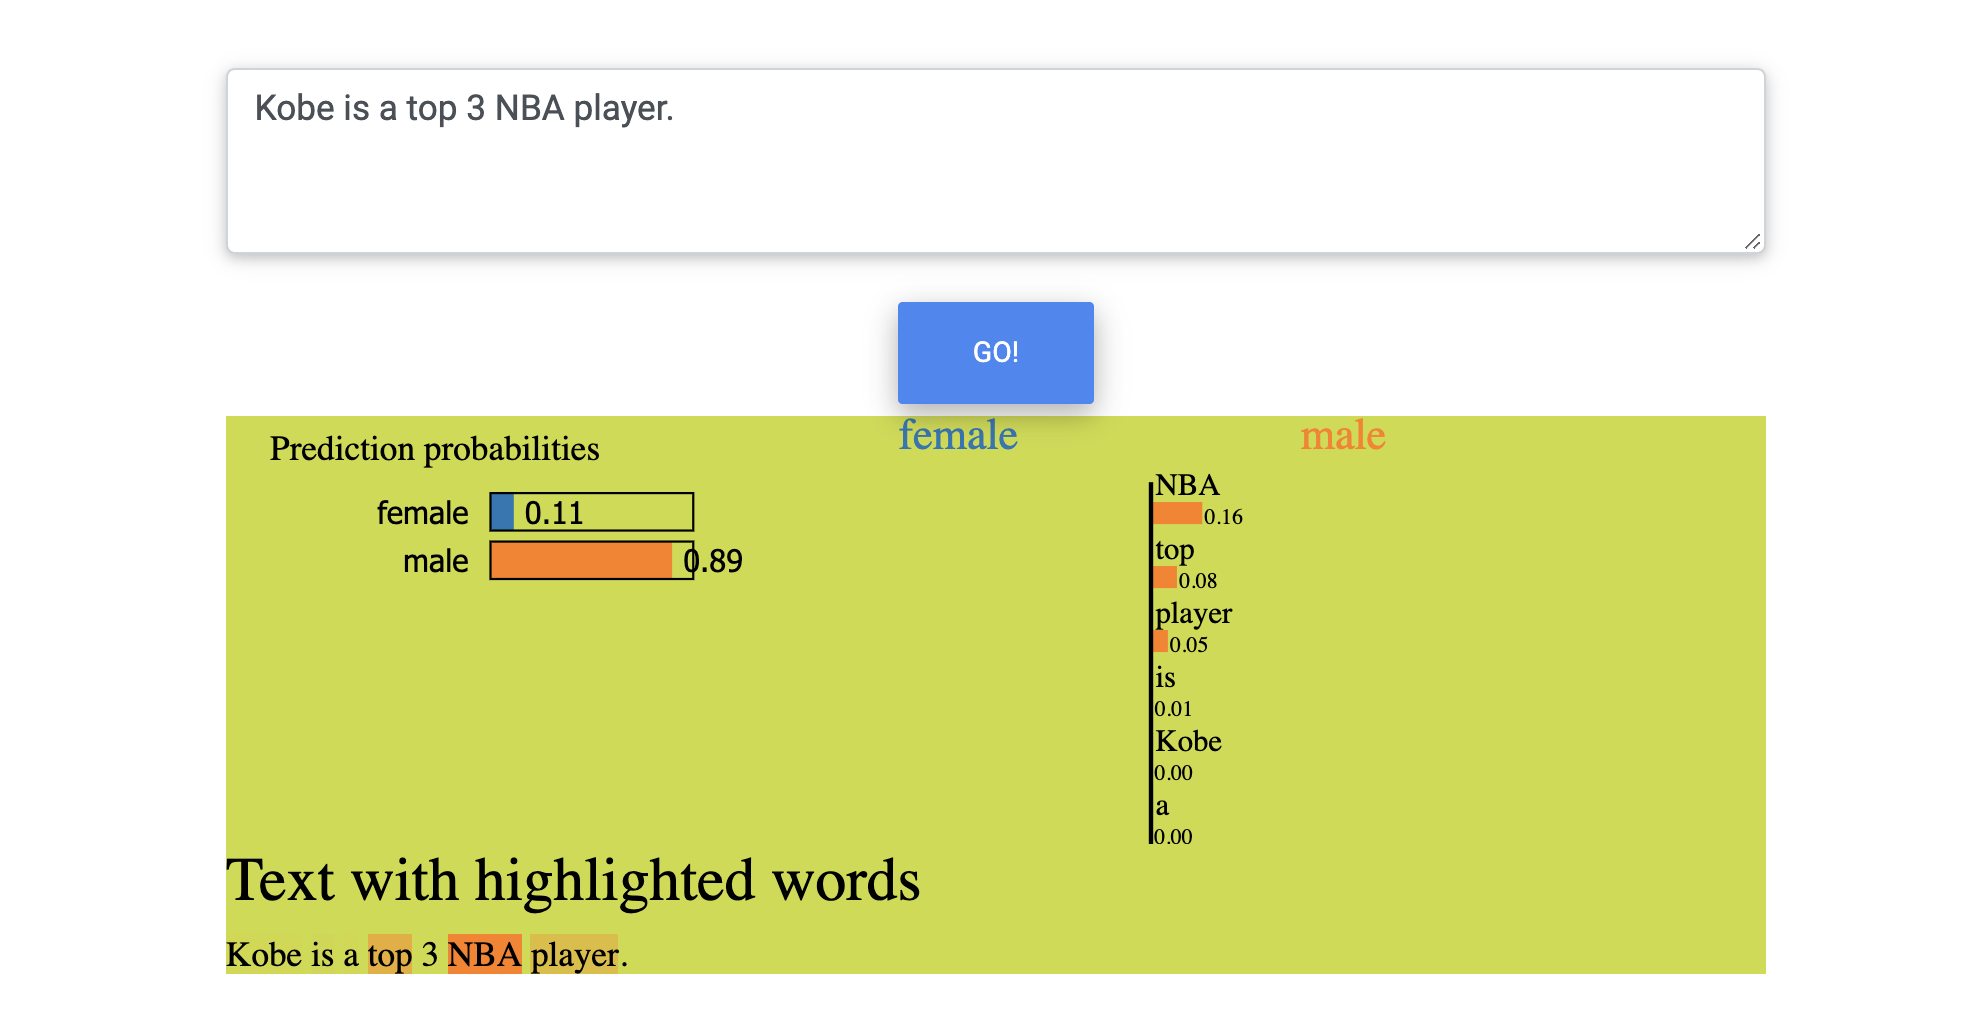 Kobe is a top 3 NBA player.
GO!
Prediction probabilities
female 0.11
male 0.89
female male
NBA
0.16
top
0.08
player
0.05
is
0.01
Kobe
0.00
a
0.00
Text with highlighted words
Kobe is a top 3 NBA player.